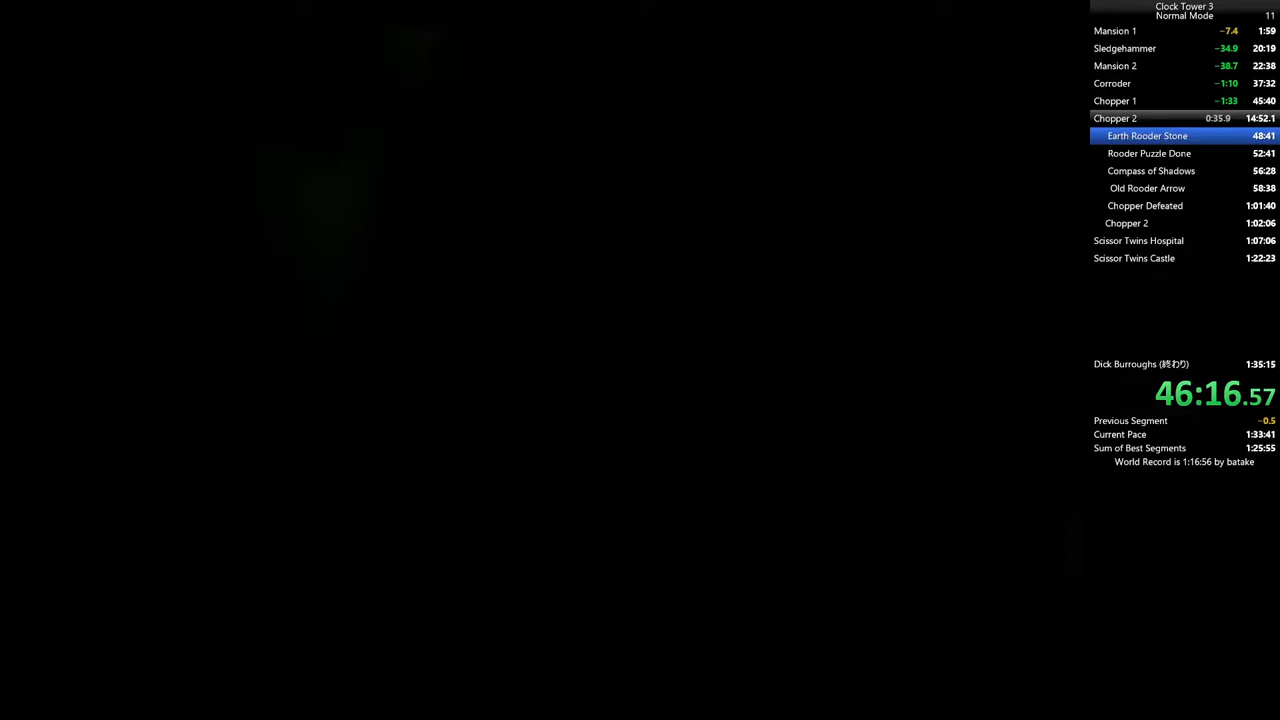 Clock Tower 3
Normal Mode 11
Mansion 1 −7.4 1:59
Sledgehammer −34.9 20:19
Mansion 2 −38.7 22:38
Corroder −1:10 37:32
Chopper 1 −1:33 45:40
Chopper 2 0:35.9 14:52.1
Earth Rooder Stone 48:41
Rooder Puzzle Done 52:41
Compass of Shadows 56:28
Old Rooder Arrow 58:38
Chopper Defeated 1:01:40
Chopper 2 1:02:06
Scissor Twins Hospital 1:07:06
Scissor Twins Castle 1:22:23
Dick Burroughs (終わり) 1:35:15
46:16.57
Previous Segment −0.5
Current Pace 1:33:41
Sum of Best Segments 1:25:55
World Record is 1:16:56 by batake